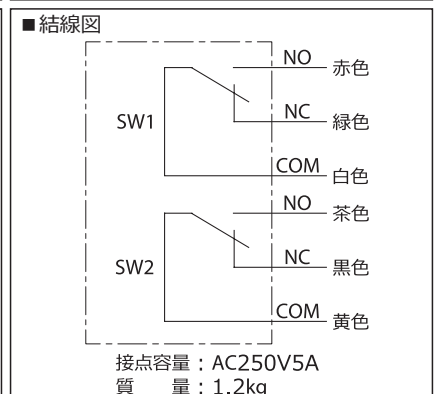 ■結線図
NO 赤色
SW1
NC 緑色
COM 白色
NO 茶色
SW2
NC 黒色
COM 黄色
接点容量：AC250V5A
質　量：1.2kg